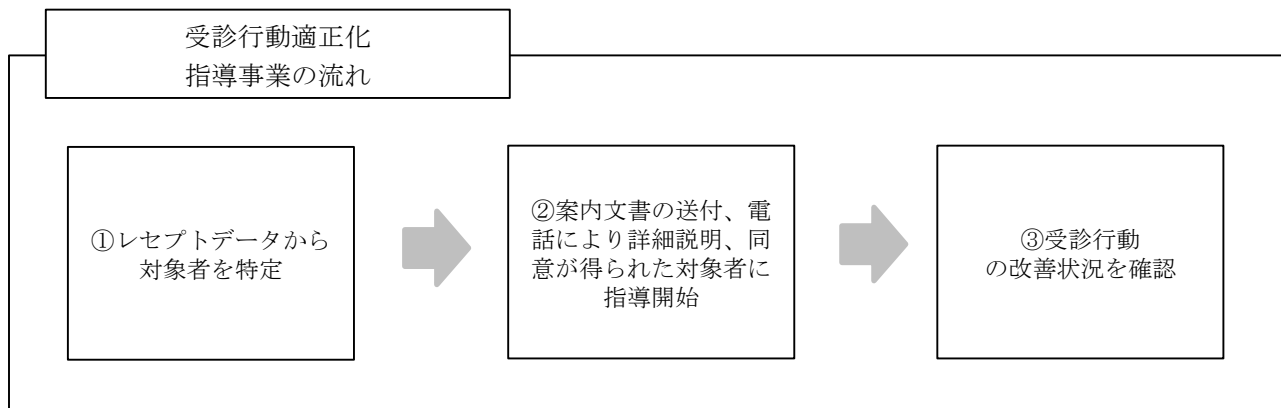 受診行動適正化
指導事業の流れ
①レセプトデータから
対象者を特定
②案内文書の送付、電
話により詳細説明、同
意が得られた対象者に
指導開始
③受診行動
の改善状況を確認